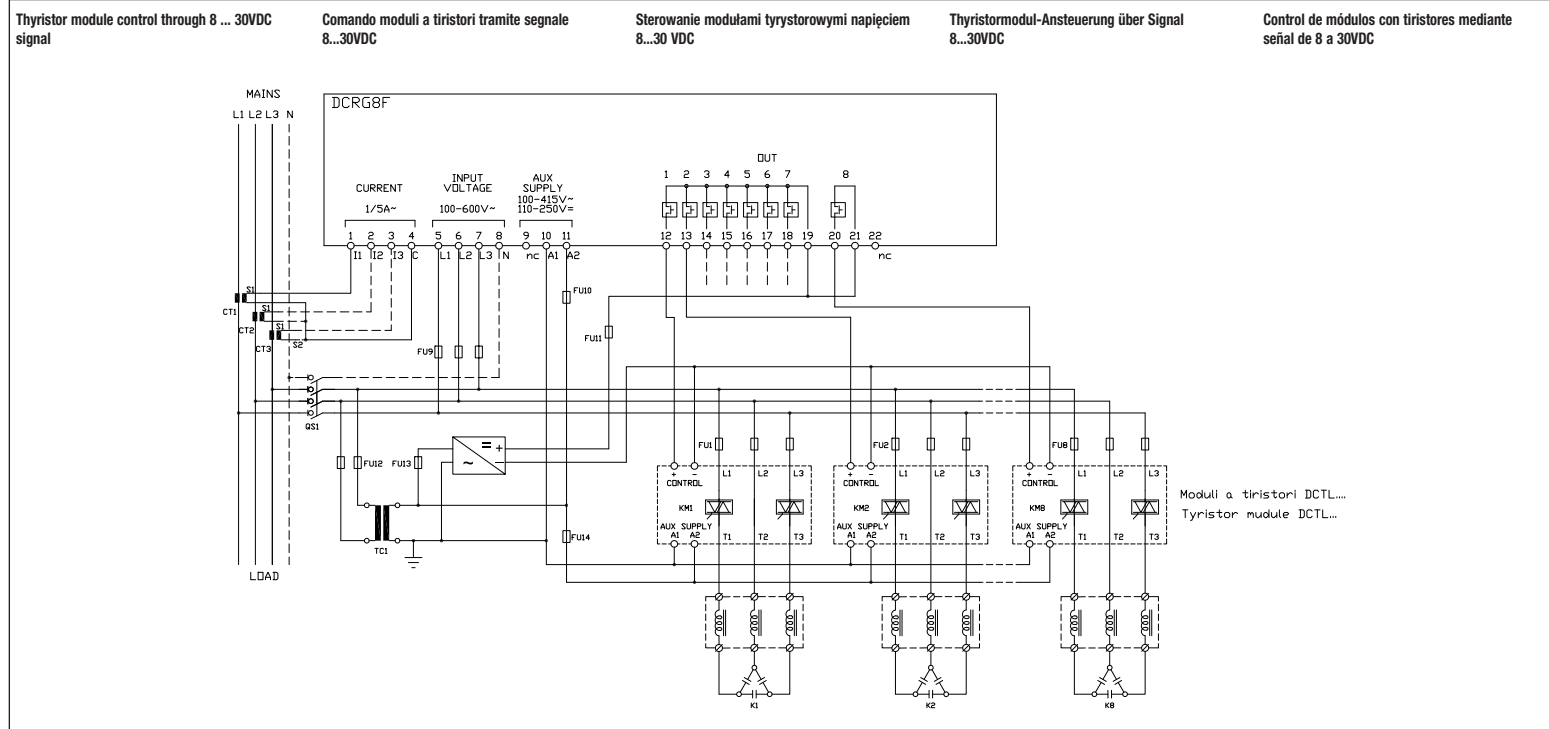 Thyristor module control through 8 ... 30VDC
signal
Comando moduli a tiristori tramite segnale
8...30VDC
Sterowanie modułami tyrystorowymi napięciem
8...30 VDC
Thyristormodul-Ansteuerung über Signal
8...30VDC
Control de módulos con tiristores mediante
señal de 8 a 30VDC
MAINS
L1 L2 L3 N
DCRG8F
OUT
1 2 3 4 5 6 7 8
CURRENT
1/5A~
INPUT
VOLTAGE
100-600V~
AUX
SUPPLY
100-415V~
110-250V=
1 2 3 4 5 6 7 8 9 10 11 12 13 14 15 16 17 18 19 20 21 22
I1 I2 I3 C L1 L2 L3 N nc A1 A2 nc
S1
CT1
S1
CT2
S1
CT3
S2
FU10
FU11
FU9
QS1
= +
~ −
FU12
FU13
FU14
TC1
LOAD
FU1
FU2
FU8
+ − L1 L2 L3
CONTROL
KM1
AUX SUPPLY
A1 A2 T1 T2 T3
+ − L1 L2 L3
CONTROL
KM2
AUX SUPPLY
A1 A2 T1 T2 T3
+ − L1 L2 L3
CONTROL
KM8
AUX SUPPLY
A1 A2 T1 T2 T3
Moduli a tiristori DCTL....
Tyristor mudule DCTL...
K1
K2
K8